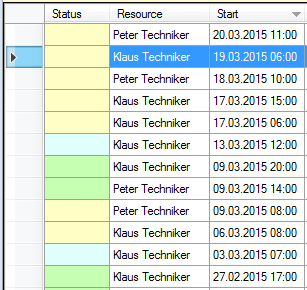 Status Resource Start
Peter Techniker 20.03.2015 11:00
Klaus Techniker 19.03.2015 06:00
Peter Techniker 18.03.2015 10:00
Klaus Techniker 17.03.2015 15:00
Klaus Techniker 17.03.2015 06:00
Klaus Techniker 13.03.2015 12:00
Klaus Techniker 09.03.2015 20:00
Peter Techniker 09.03.2015 14:00
Peter Techniker 09.03.2015 08:00
Klaus Techniker 06.03.2015 08:00
Klaus Techniker 03.03.2015 07:00
Klaus Techniker 27.02.2015 17:00